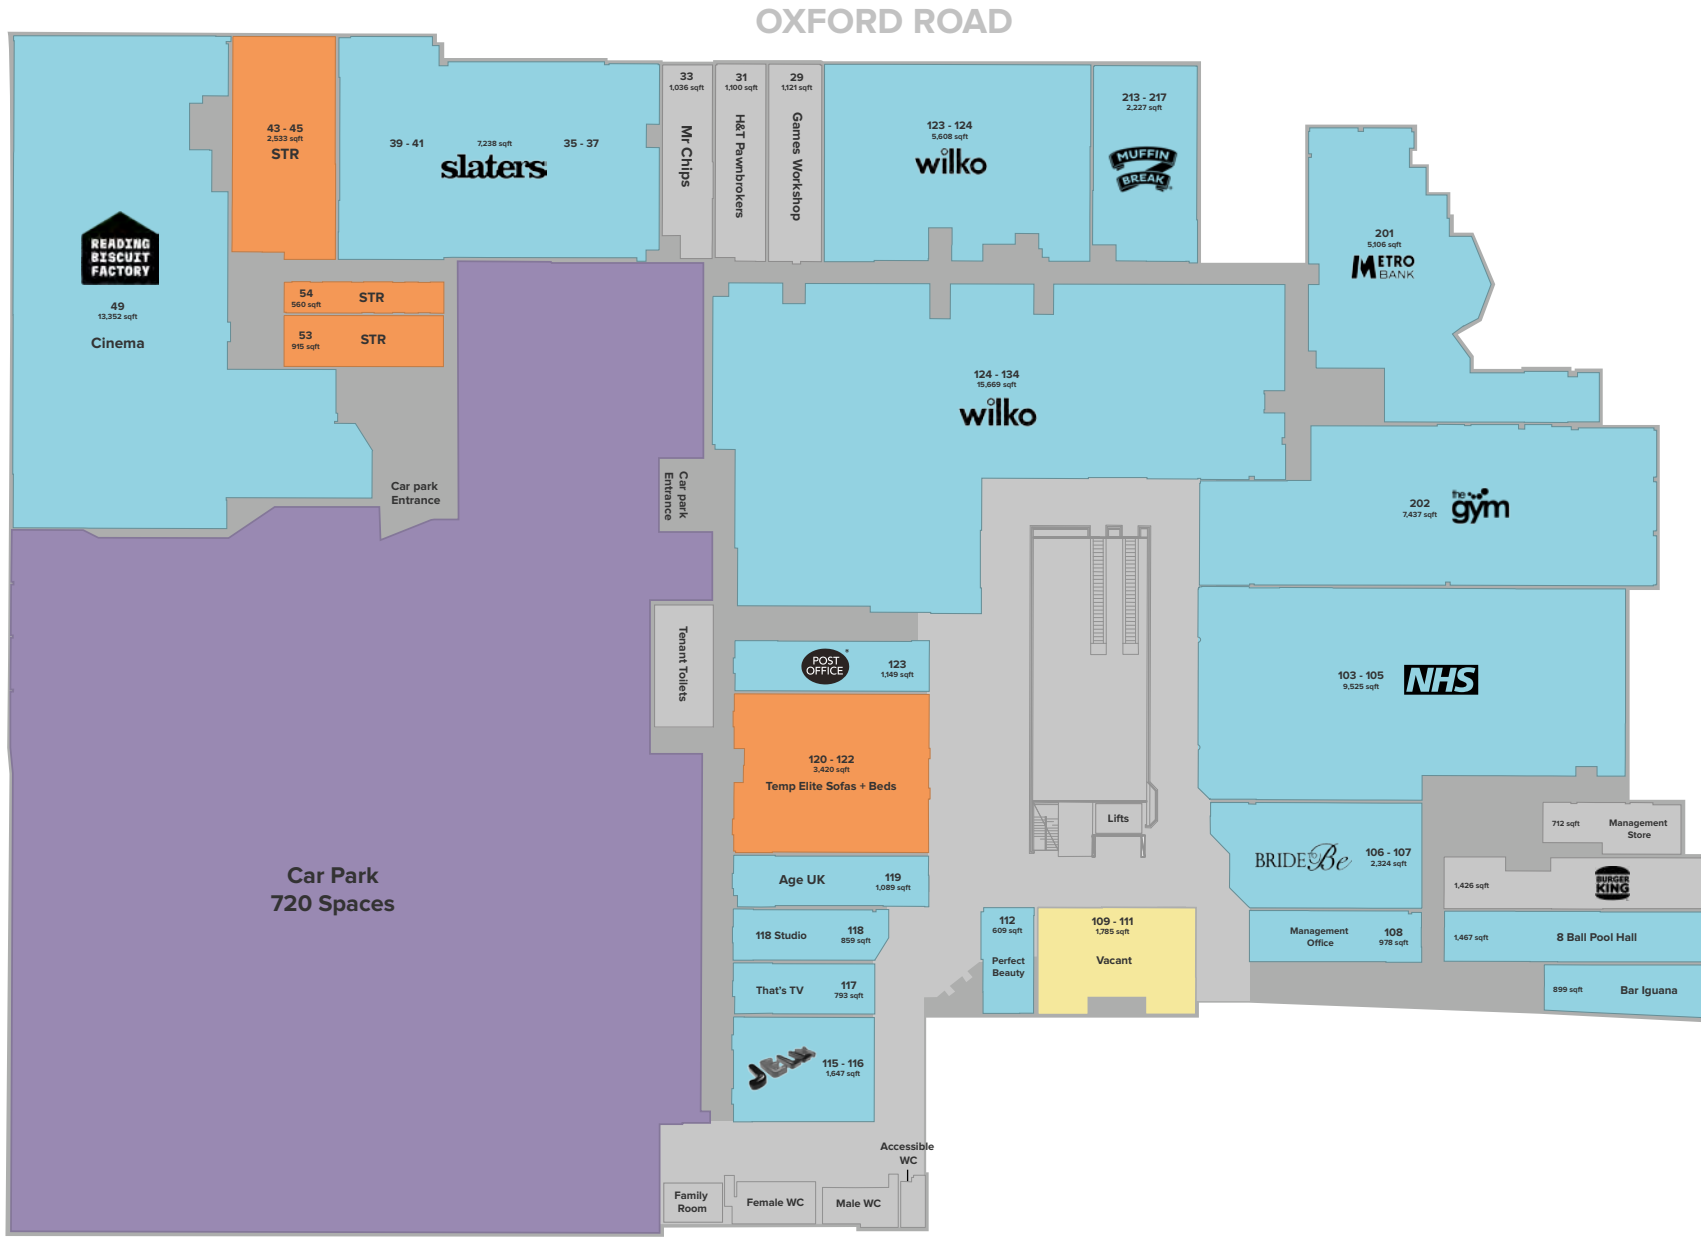 OXFORD ROAD
43 - 45
2,533 sqft
STR
39 - 41
7,238 sqft
35 - 37
slaters
33
1,036 sqft
Mr Chips
31
1,100 sqft
H&T Pawnbrokers
29
1,121 sqft
Games Workshop
123 - 124
5,608 sqft
wilko
213 - 217
2,227 sqft
MUFFIN
BREAK
201
5,106 sqft
METRO
BANK
READING
BISCUIT
FACTORY
49
13,352 sqft
Cinema
54
560 sqft
STR
53
915 sqft
STR
124 - 134
15,669 sqft
wilko
Car park
Entrance
Car park
Entrance
202
7,437 sqft
the
gym
Tenant Toilets
POST
OFFICE
123
1,149 sqft
103 - 105
9,525 sqft
NHS
120 - 122
3,420 sqft
Temp Elite Sofas + Beds
Lifts
712 sqft
Management
Store
Car Park
720 Spaces
Age UK
119
1,089 sqft
BRIDE TO Be
106 - 107
2,324 sqft
1,426 sqft
BURGER
KING
118 Studio
118
859 sqft
112
609 sqft
Perfect
Beauty
109 - 111
1,785 sqft
Vacant
Management
Office
108
978 sqft
1,467 sqft
8 Ball Pool Hall
That's TV
117
793 sqft
899 sqft
Bar Iguana
115 - 116
1,647 sqft
Accessible
WC
Family
Room
Female WC
Male WC